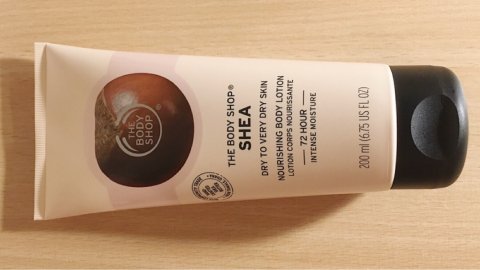 THE
BODY
SHOP
THE BODY SHOP®
SHEA
DRY TO VERY DRY SKIN
NOURISHING BODY LOTION
LOTION CORPS NOURISSANTE
72 HOUR
INTENSE MOISTURE
200 ml (6.75 US FL OZ)